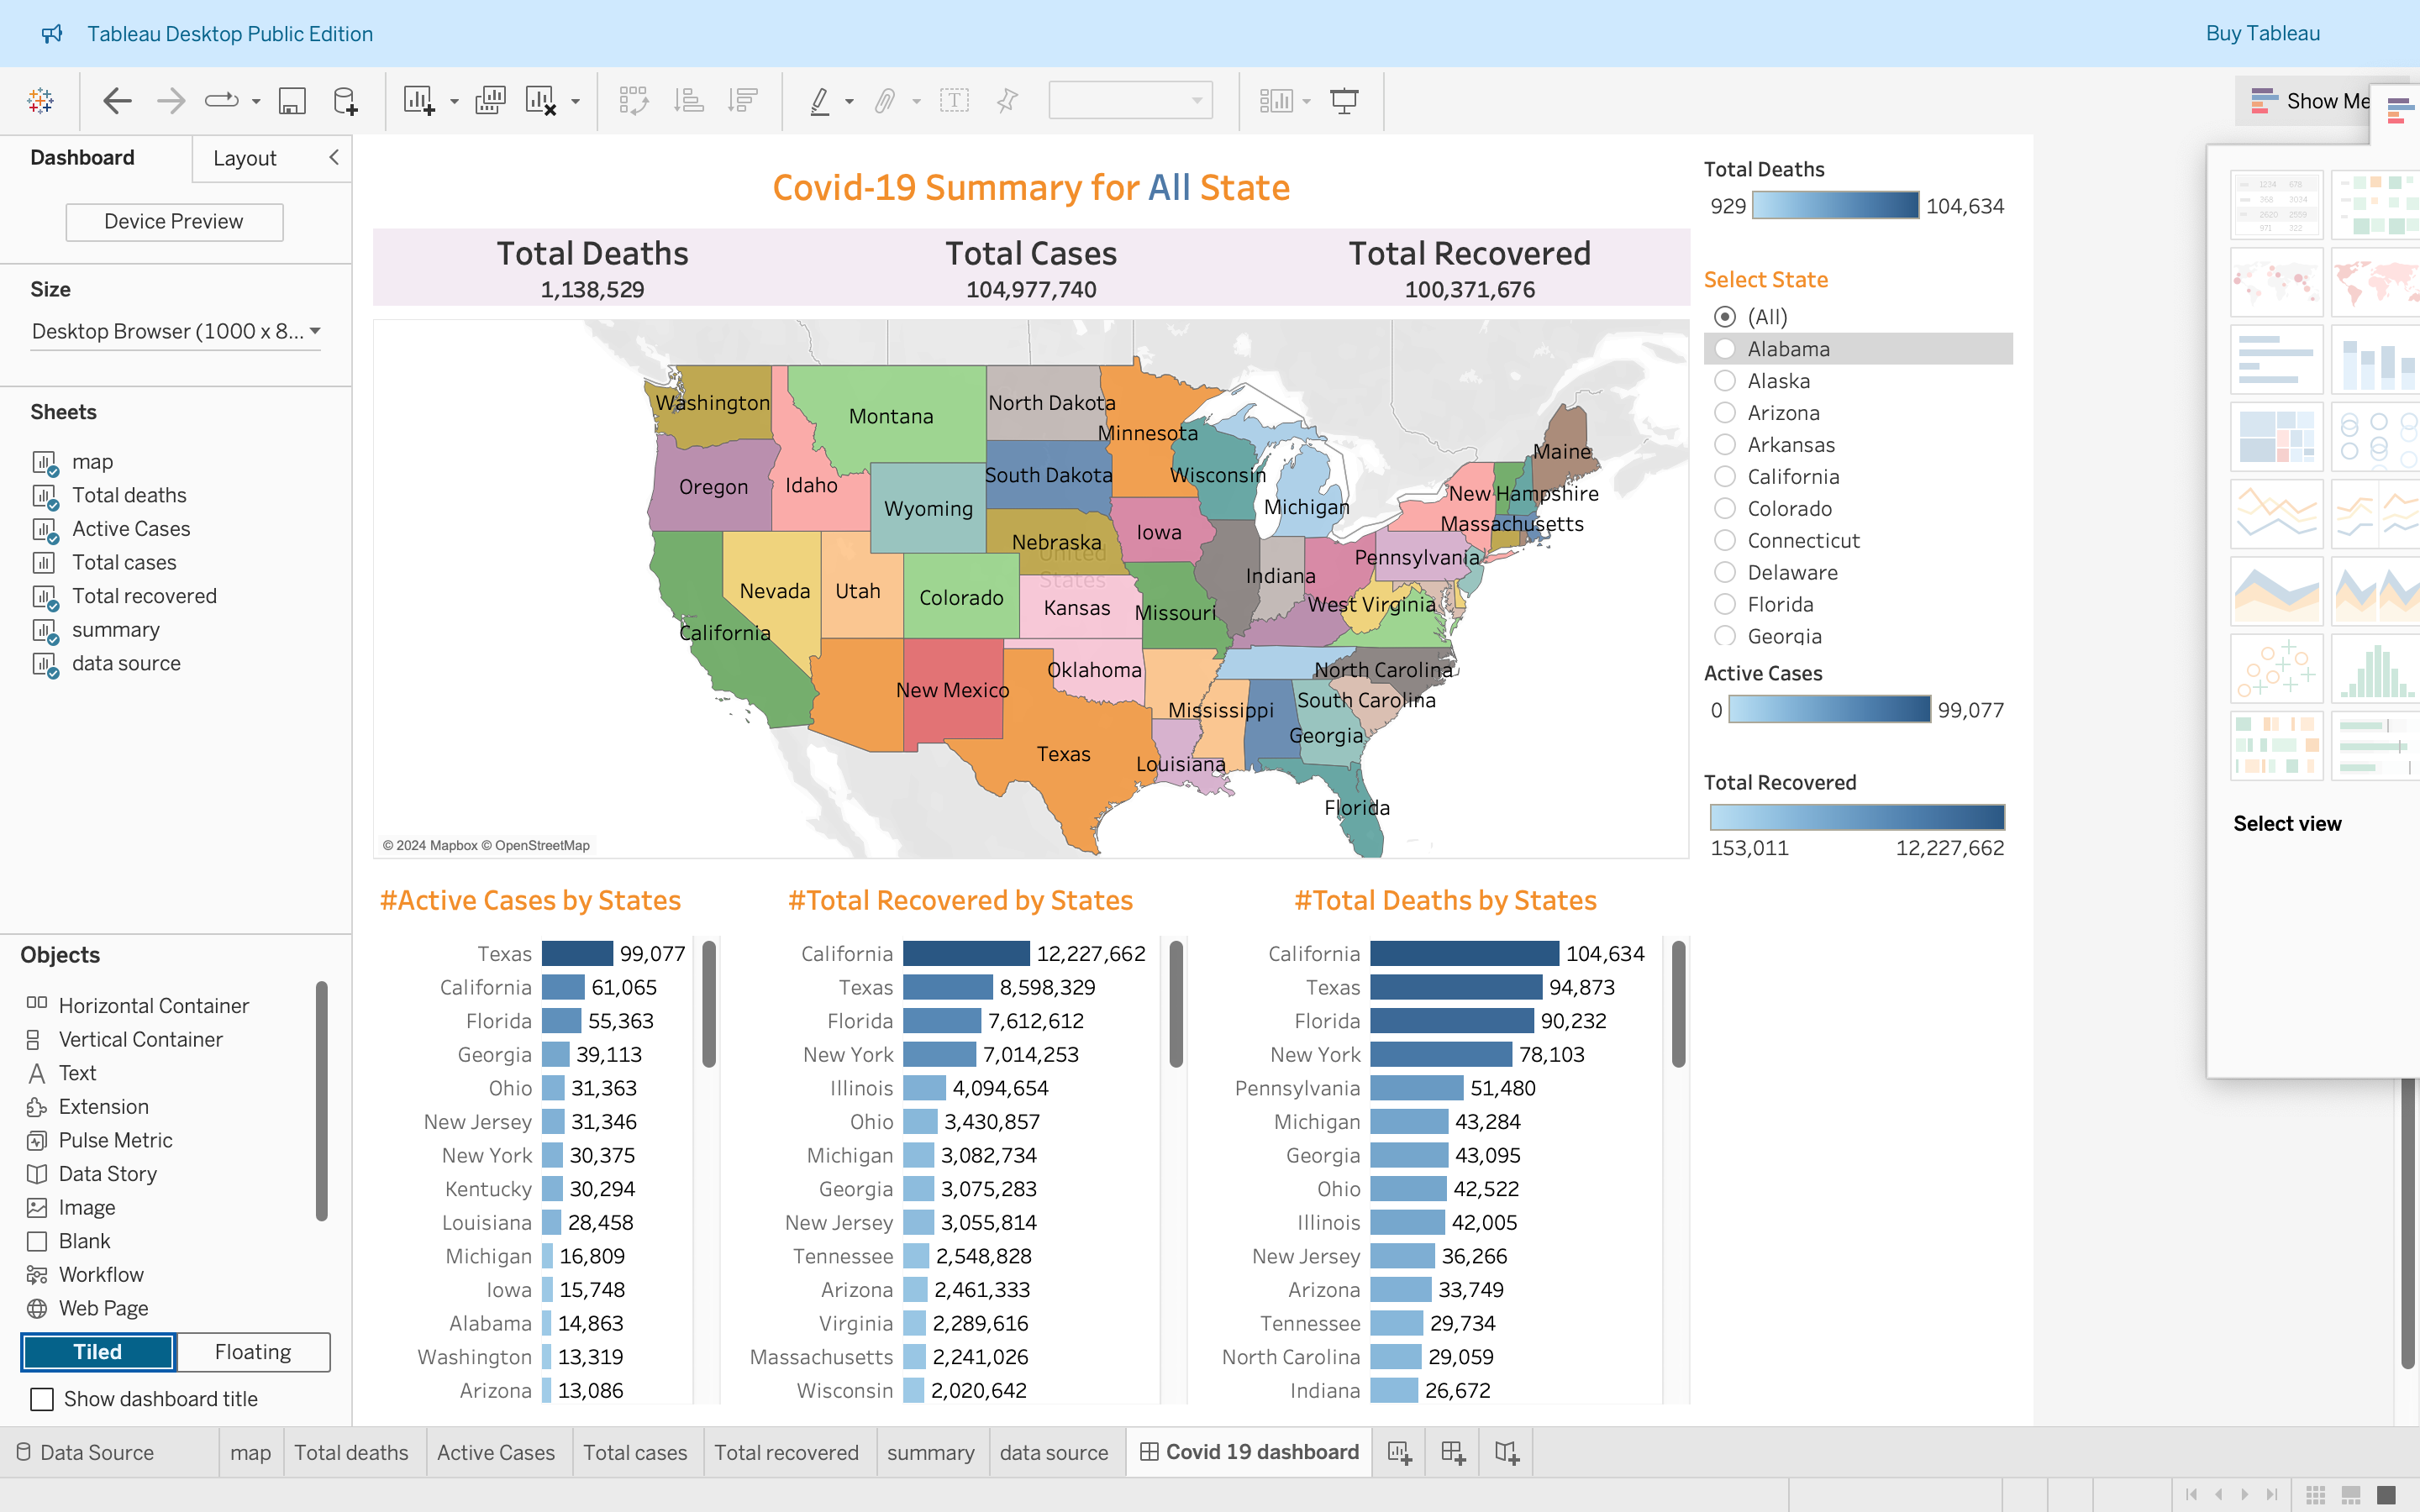 Tableau Desktop Public Edition
Buy Tableau
Show Me
Dashboard
Layout
Device Preview
Size
Desktop Browser (1000 x 8...
Sheets
map
Total deaths
Active Cases
Total cases
Total recovered
summary
data source
Objects
Horizontal Container
Vertical Container
Text
Extension
Pulse Metric
Data Story
Image
Blank
Workflow
Web Page
Tiled
Floating
Show dashboard title
Covid-19 Summary for All State
Total Deaths
1,138,529
Total Cases
104,977,740
Total Recovered
100,371,676
Washington
Montana
North Dakota
Minnesota
Maine
Oregon
Idaho
South Dakota
Wisconsin
Wyoming
Michigan
New Hampshire
Massachusetts
Iowa
Nebraska
United
States
Pennsylvania
Indiana
Nevada
Utah
Colorado
Kansas
Missouri
West Virginia
California
Oklahoma
North Carolina
New Mexico
South Carolina
Mississippi
Georgia
Texas
Louisiana
Florida
© 2024 Mapbox © OpenStreetMap
Total Deaths
929
104,634
Select State
(All)
Alabama
Alaska
Arizona
Arkansas
California
Colorado
Connecticut
Delaware
Florida
Georgia
Active Cases
0
99,077
Total Recovered
153,011
12,227,662
#Active Cases by States
Texas 99,077
California 61,065
Florida 55,363
Georgia 39,113
Ohio 31,363
New Jersey 31,346
New York 30,375
Kentucky 30,294
Louisiana 28,458
Michigan 16,809
Iowa 15,748
Alabama 14,863
Washington 13,319
Arizona 13,086
#Total Recovered by States
California 12,227,662
Texas 8,598,329
Florida 7,612,612
New York 7,014,253
Illinois 4,094,654
Ohio 3,430,857
Michigan 3,082,734
Georgia 3,075,283
New Jersey 3,055,814
Tennessee 2,548,828
Arizona 2,461,333
Virginia 2,289,616
Massachusetts 2,241,026
Wisconsin 2,020,642
#Total Deaths by States
California 104,634
Texas 94,873
Florida 90,232
New York 78,103
Pennsylvania 51,480
Michigan 43,284
Georgia 43,095
Ohio 42,522
Illinois 42,005
New Jersey 36,266
Arizona 33,749
Tennessee 29,734
North Carolina 29,059
Indiana 26,672
1234 678
368 3034
2620 2559
971 322
Select view
Data Source
map
Total deaths
Active Cases
Total cases
Total recovered
summary
data source
Covid 19 dashboard